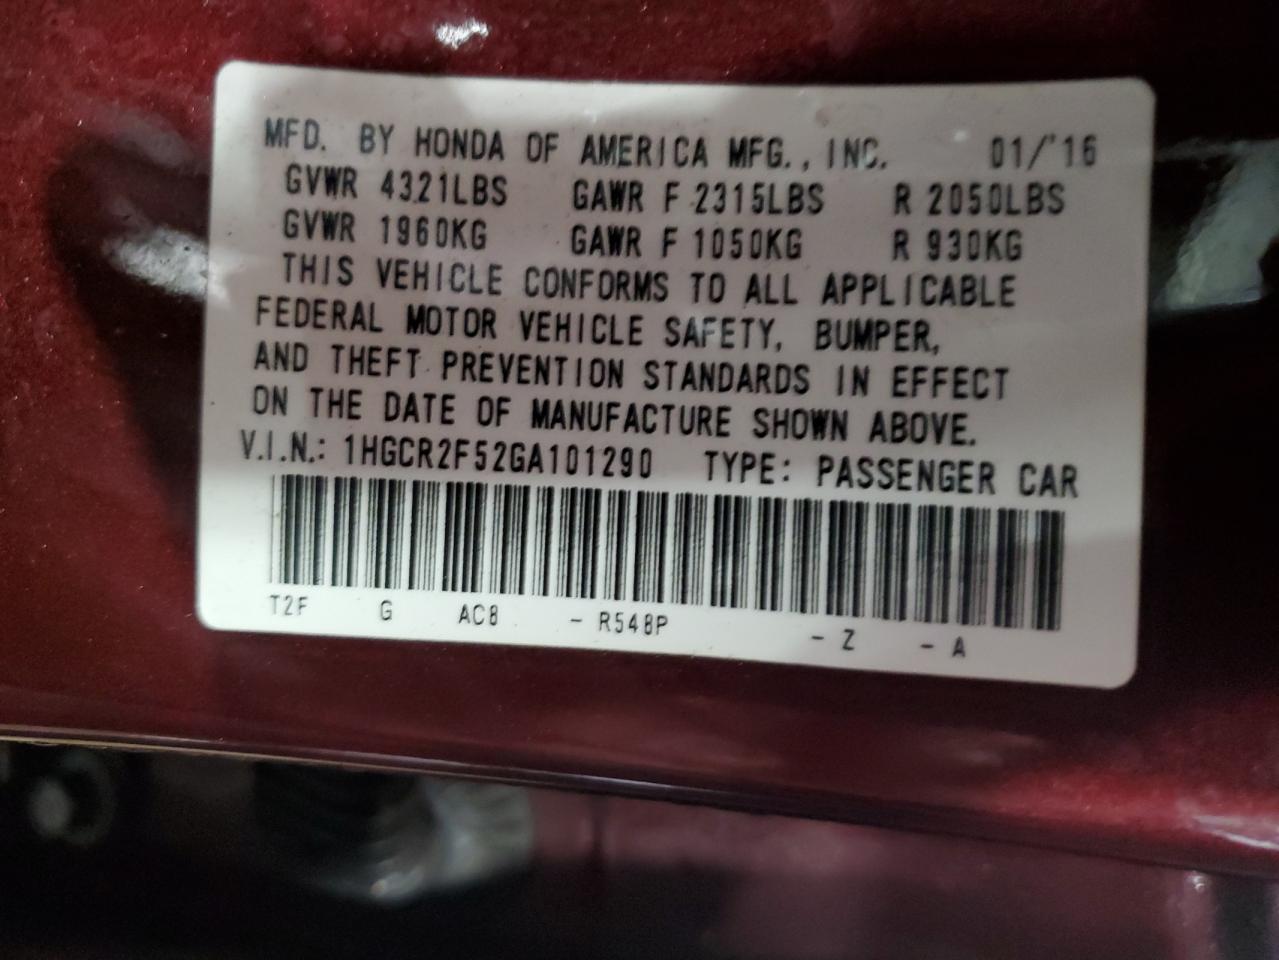 MFD. BY HONDA OF AMERICA MFG., INC. 01/'16
GVWR 4321LBS GAWR F 2315LBS R 2050LBS
GVWR 1960KG GAWR F 1050KG R 930KG
THIS VEHICLE CONFORMS TO ALL APPLICABLE
FEDERAL MOTOR VEHICLE SAFETY, BUMPER,
AND THEFT PREVENTION STANDARDS IN EFFECT
ON THE DATE OF MANUFACTURE SHOWN ABOVE.
V.I.N.: 1HGCR2F52GA101290 TYPE: PASSENGER CAR
T2F G AC8 - R548P - Z - A